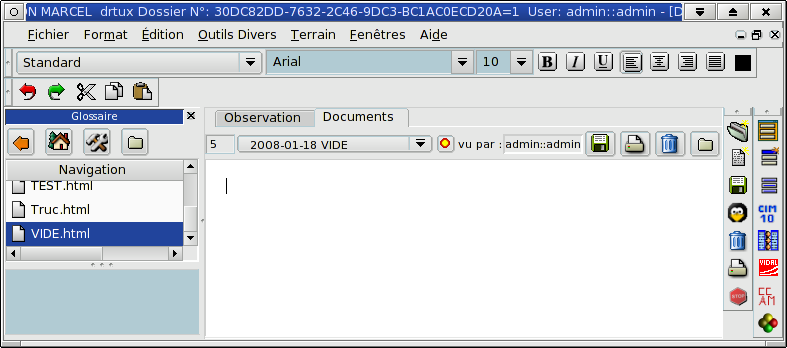 N MARCEL drtux Dossier N°: 30DC82DD-7632-2C46-9DC3-BC1AC0ECD20A=1 User: admin::admin - [D
Fichier Format Édition Outils Divers Terrain Fenêtres Aide
Standard Arial 10 B I U
Glossaire
Observation Documents
5 2008-01-18 VIDE vu par : admin::admin
Navigation
TEST.html
Truc.html
VIDE.html
CIM
10
VIDAL
STOP
CC
AM